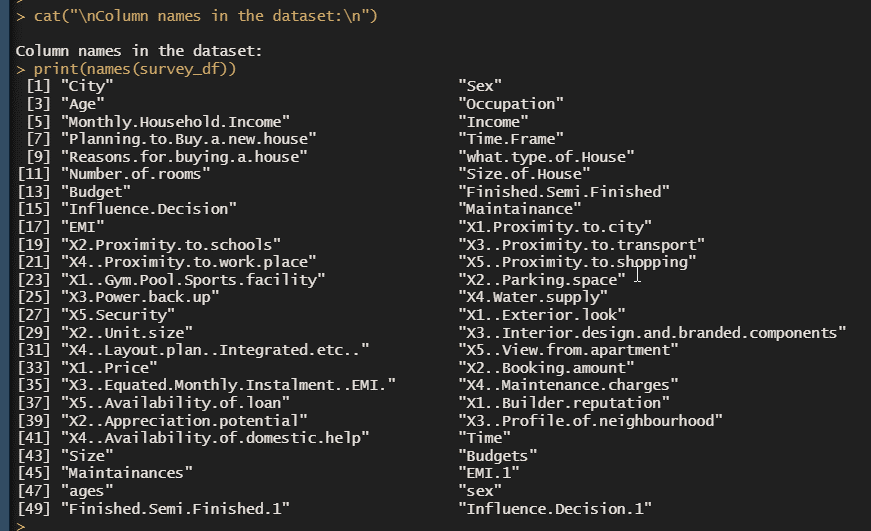 >
> cat("\nColumn names in the dataset:\n")
Column names in the dataset:
> print(names(survey_df))
[1] "City" "Sex"
[3] "Age" "Occupation"
[5] "Monthly.Household.Income" "Income"
[7] "Planning.to.Buy.a.new.house" "Time.Frame"
[9] "Reasons.for.buying.a.house" "what.type.of.House"
[11] "Number.of.rooms" "Size.of.House"
[13] "Budget" "Finished.Semi.Finished"
[15] "Influence.Decision" "Maintainance"
[17] "EMI" "X1.Proximity.to.city"
[19] "X2.Proximity.to.schools" "X3..Proximity.to.transport"
[21] "X4..Proximity.to.work.place" "X5..Proximity.to.shopping"
[23] "X1..Gym.Pool.Sports.facility" "X2..Parking.space"
[25] "X3.Power.back.up" "X4.Water.supply"
[27] "X5.Security" "X1..Exterior.look"
[29] "X2..Unit.size" "X3..Interior.design.and.branded.components"
[31] "X4..Layout.plan..Integrated.etc.." "X5..View.from.apartment"
[33] "X1..Price" "X2..Booking.amount"
[35] "X3..Equated.Monthly.Instalment..EMI." "X4..Maintenance.charges"
[37] "X5..Availability.of.loan" "X1..Builder.reputation"
[39] "X2..Appreciation.potential" "X3..Profile.of.neighbourhood"
[41] "X4..Availability.of.domestic.help" "Time"
[43] "Size" "Budgets"
[45] "Maintainances" "EMI.1"
[47] "ages" "sex"
[49] "Finished.Semi.Finished.1" "Influence.Decision.1"
>